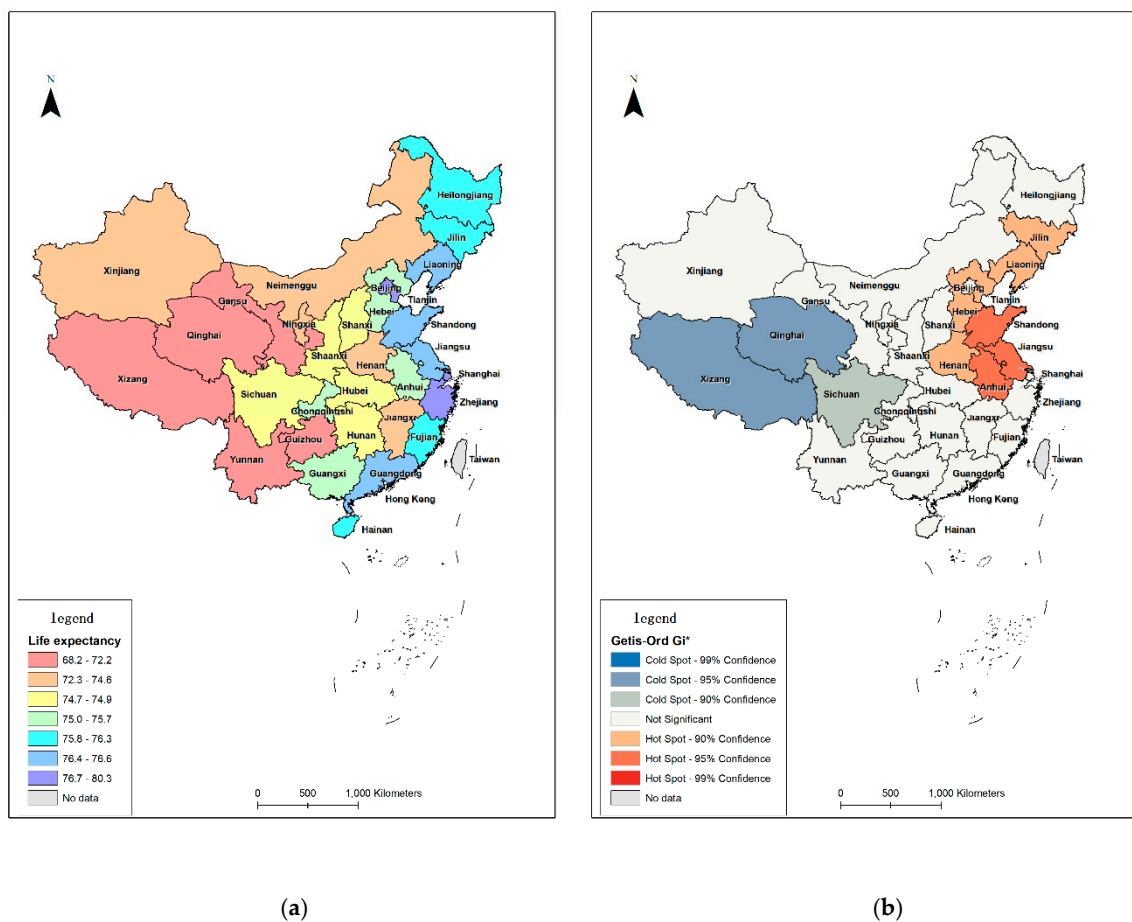 N
Heilongjiang
Jilin
Liaoning
Xinjiang
Neimenggu
Beijing
Tianjin
Gansu
Hebei
Ningxia
Shanxi
Shandong
Qinghai
Jiangsu
Shaanxi
Henan
Xizang
Shanghai
Anhui
Hubei
Sichuan
Zhejiang
Chongqingshi
Jiangxi
Hunan
Fujian
Guizhou
Yunnan
Taiwan
Guangxi
Guangdong
Hong Keng
Hainan
legend
Life expectancy
68.2 - 72.2
72.3 - 74.6
74.7 - 74.9
75.0 - 75.7
75.8 - 76.3
76.4 - 76.6
76.7 - 80.3
No data
0 500 1,000 Kilometers
(a)
N
Heilongjiang
Jilin
Liaoning
Xinjiang
Neimenggu
Beijing
Tianjin
Gansu
Hebei
Ningxia
Shanxi
Shandong
Qinghai
Jiangsu
Shaanxi
Henan
Xizang
Shanghai
Anhui
Hubei
Sichuan
Zhejiang
Chongqingshi
Jiangxi
Hunan
Fujian
Guizhou
Yunnan
Taiwan
Guangxi
Guangdong
Hong Keng
Hainan
legend
Getis-Ord Gi*
Cold Spot - 99% Confidence
Cold Spot - 95% Confidence
Cold Spot - 90% Confidence
Not Significant
Hot Spot - 90% Confidence
Hot Spot - 95% Confidence
Hot Spot - 99% Confidence
No data
0 500 1,000 Kilometers
(b)